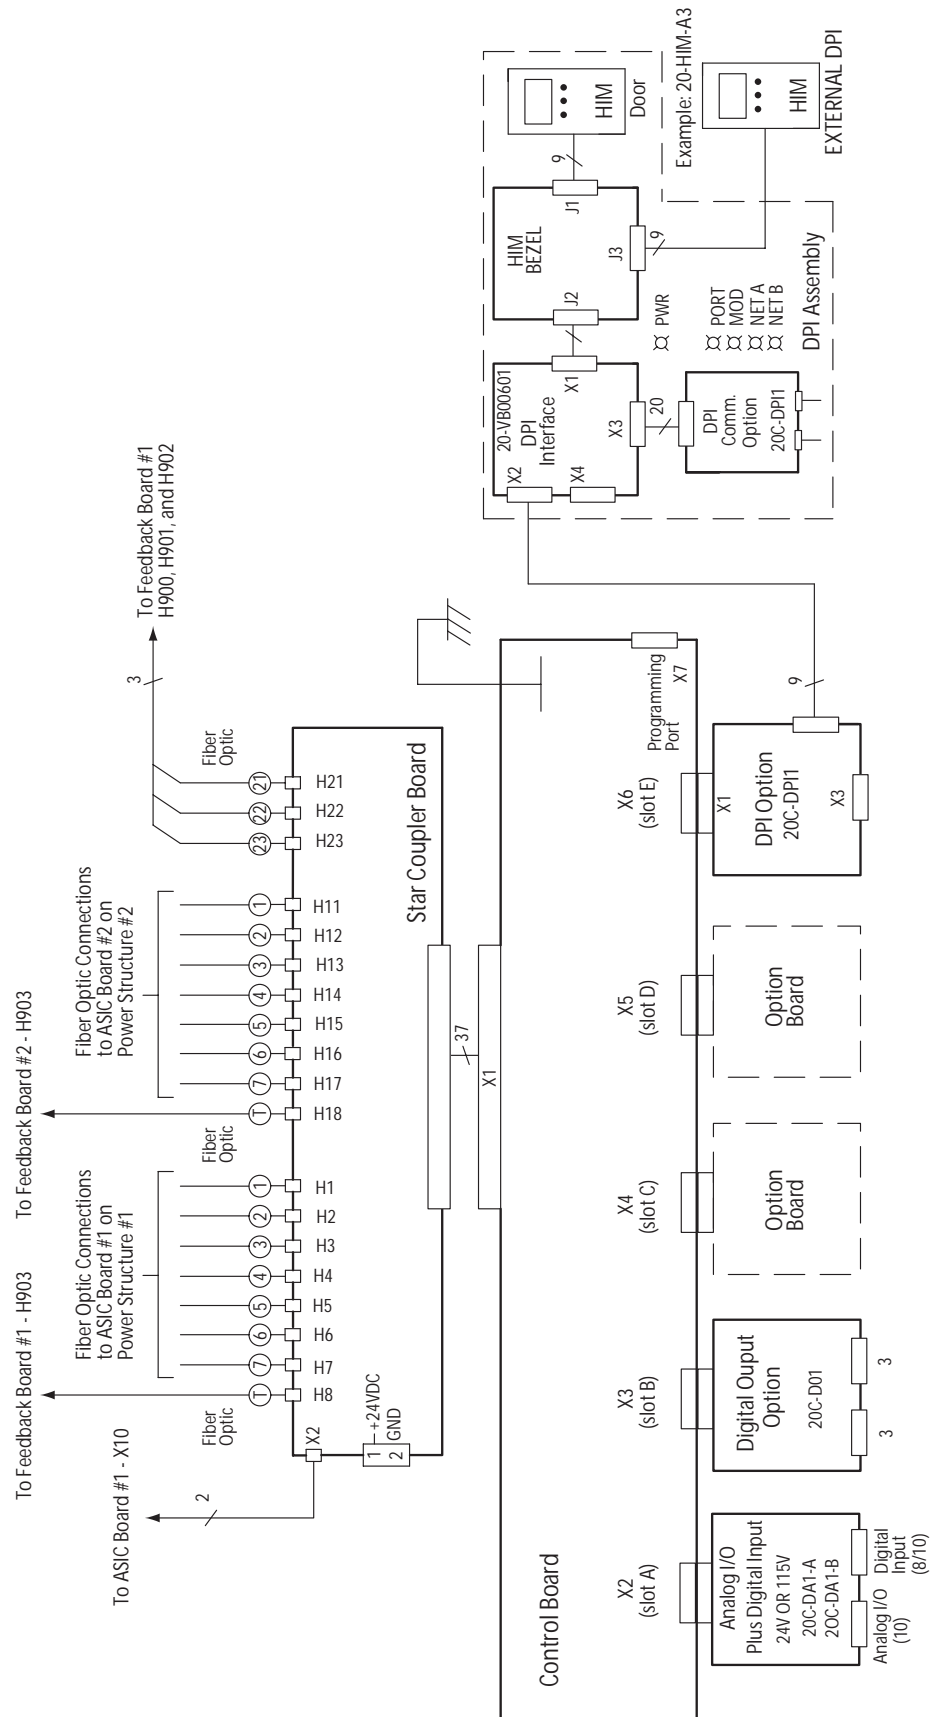 To Feedback Board #1 - H903
To Feedback Board #2 - H903
To Feedback Board #1
H900, H901, and H902
To ASIC Board #1 - X10
2
Fiber Optic Connections
to ASIC Board #1 on
Power Structure #1
Fiber Optic Connections
to ASIC Board #2 on
Power Structure #2
3
Fiber
Optic
Fiber
Optic
Fiber
Optic
T
7
6
5
4
3
2
1
T
7
6
5
4
3
2
1
23
22
21
X2
H8
H7
H6
H5
H4
H3
H2
H1
H18
H17
H16
H15
H14
H13
H12
H11
H23
H22
H21
1
+24VDC
2
GND
Star Coupler Board
37
X1
Control Board
Programming
Port
X7
X2
(slot A)
X3
(slot B)
X4
(slot C)
X5
(slot D)
X6
(slot E)
Analog I/O
Plus Digital Input
24V OR 115V
20C-DA1-A
2OC-DA1-B
Analog I/O
(10)
Digital
Input
(8/10)
Digital Ouput
Option
20C-D01
3
3
Option
Board
Option
Board
X1
DPI Option
20C-DPI1
X3
9
20-VB00601
DPI
Interface
X2
X4
X1
X3
20
DPI
Comm.
Option
20C-DPI1
HIM
BEZEL
J2
J1
J3
9
9
PWR
PORT
MOD
NET A
NET B
DPI Assembly
HIM
Door
Example: 20-HIM-A3
HIM
EXTERNAL DPI